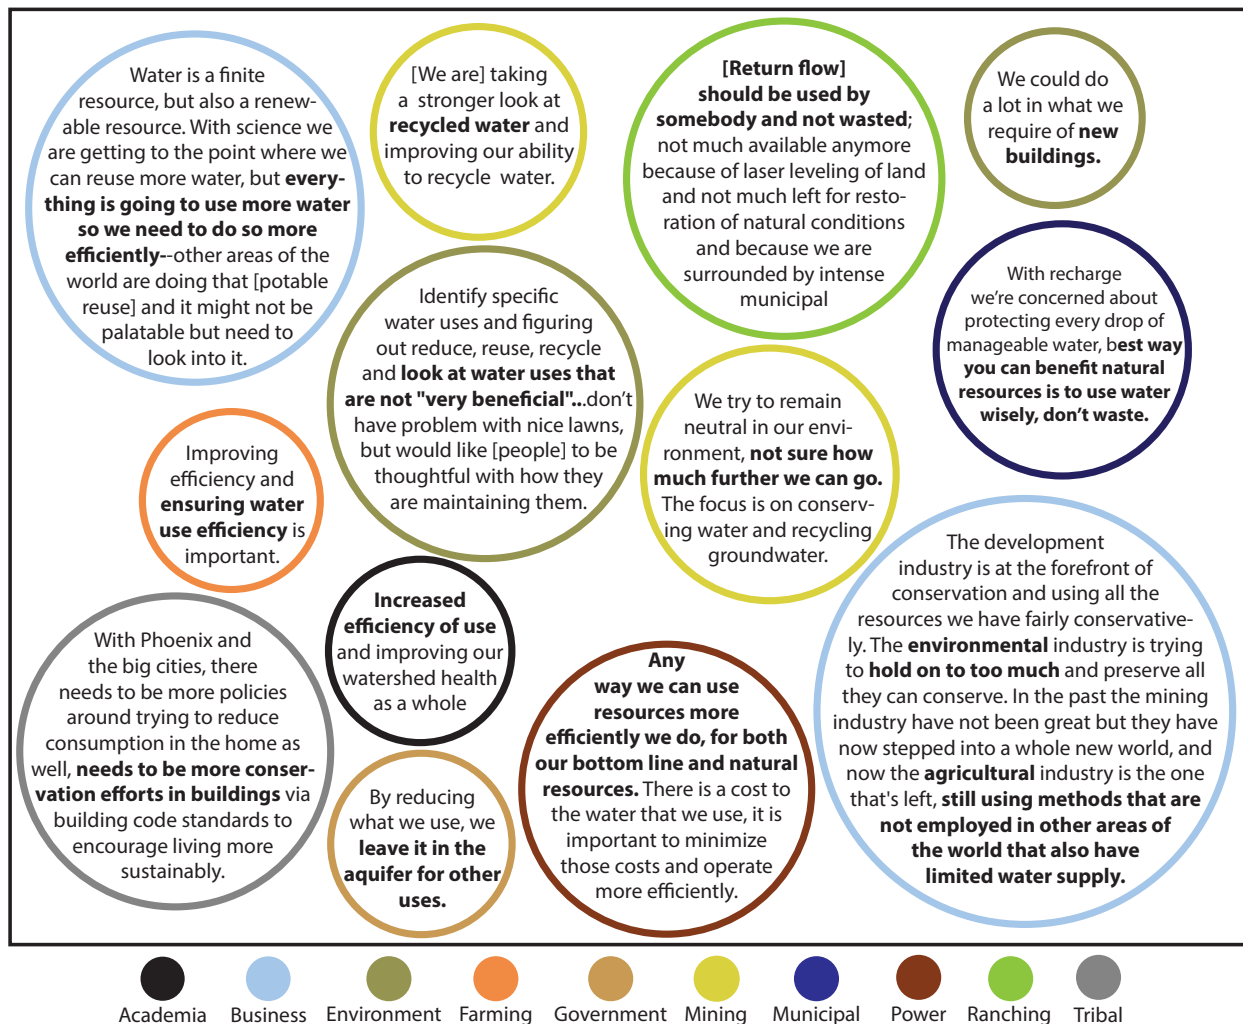 Water is a finite
resource, but also a renew-
able resource. With science we
are getting to the point where we
can reuse more water, but every-
thing is going to use more water
so we need to do so more
efficiently--other areas of the
world are doing that [potable
reuse] and it might not be
palatable but need to
look into it.
[We are] taking
a stronger look at
recycled water and
improving our ability
to recycle water.
[Return flow]
should be used by
somebody and not wasted;
not much available anymore
because of laser leveling of land
and not much left for resto-
ration of natural conditions
and because we are
surrounded by intense
municipal
We could do
a lot in what we
require of new
buildings.
Identify specific
water uses and figuring
out reduce, reuse, recycle
and look at water uses that
are not "very beneficial"...don't
have problem with nice lawns,
but would like [people] to be
thoughtful with how they
are maintaining them.
With recharge
we're concerned about
protecting every drop of
manageable water, best way
you can benefit natural
resources is to use water
wisely, don't waste.
We try to remain
neutral in our envi-
ronment, not sure how
much further we can go.
The focus is on conserv-
ing water and recycling
groundwater.
Improving
efficiency and
ensuring water
use efficiency is
important.
The development
industry is at the forefront of
conservation and using all the
resources we have fairly conservative-
ly. The environmental industry is trying
to hold on to too much and preserve all
they can conserve. In the past the mining
industry have not been great but they have
now stepped into a whole new world, and
now the agricultural industry is the one
that's left, still using methods that are
not employed in other areas of
the world that also have
limited water supply.
Increased
efficiency of use
and improving our
watershed health
as a whole
With Phoenix and
the big cities, there
needs to be more policies
around trying to reduce
consumption in the home as
well, needs to be more conser-
vation efforts in buildings via
building code standards to
encourage living more
sustainably.
Any
way we can use
resources more
efficiently we do, for both
our bottom line and natural
resources. There is a cost to
the water that we use, it is
important to minimize
those costs and operate
more efficiently.
By reducing
what we use, we
leave it in the
aquifer for other
uses.
Academia Business Environment Farming Government Mining Municipal Power Ranching Tribal